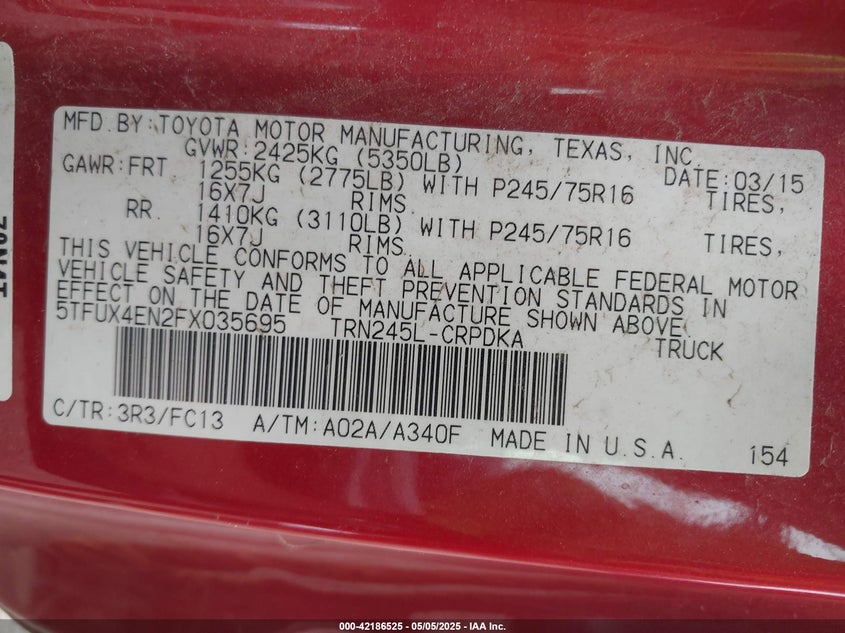 MFD. BY: TOYOTA MOTOR MANUFACTURING, TEXAS, INC.
GVWR: 2425KG (5350LB) DATE: 03/15
GAWR: FRT 1255KG (2775LB) WITH P245/75R16 TIRES,
16X7J RIMS
RR 1410KG (3110LB) WITH P245/75R16 TIRES,
16X7J RIMS
THIS VEHICLE CONFORMS TO ALL APPLICABLE FEDERAL MOTOR
VEHICLE SAFETY AND THEFT PREVENTION STANDARDS IN
EFFECT ON THE DATE OF MANUFACTURE SHOWN ABOVE.
5TFUX4EN2FX035695 TRN245L-CRPDKA TRUCK
C/TR: 3R3/FC13 A/TM: A02A/A340F MADE IN U.S.A. 154
000-42186525 - 05/05/2025 - IAA Inc.